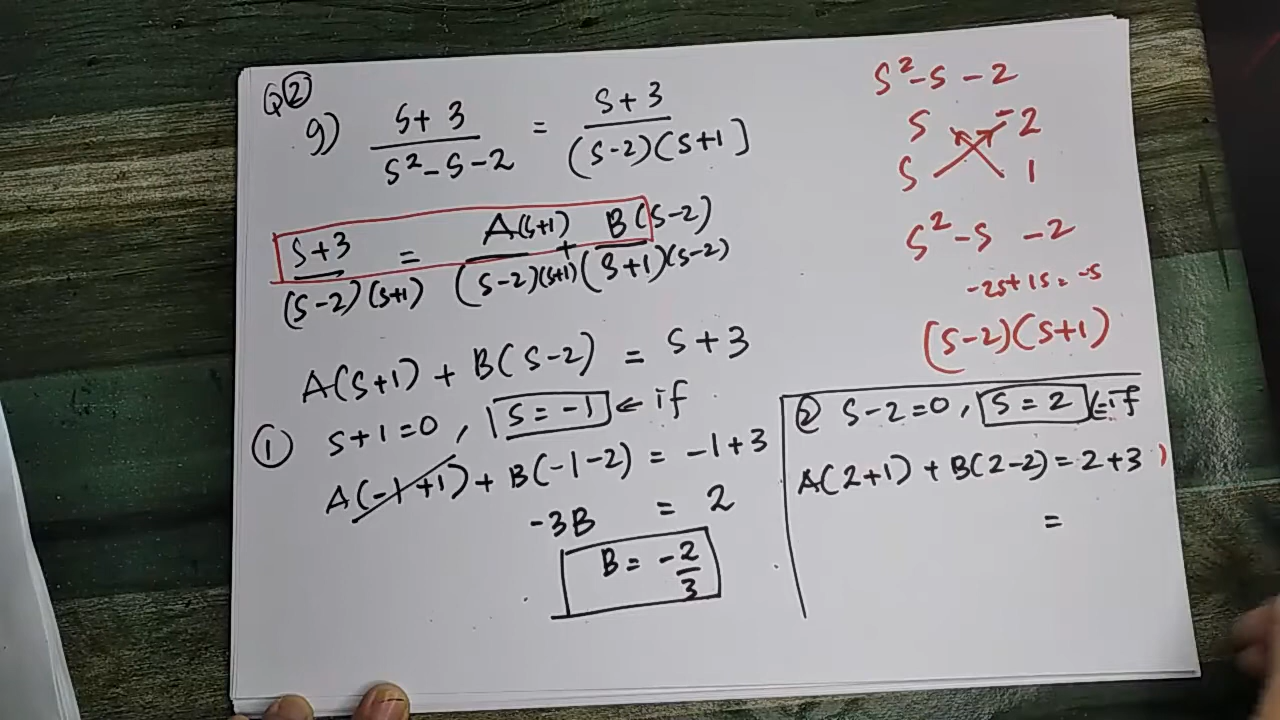 Q②
g) s+3 / s²-s-2 = s+3 / (s-2)(s+1)
s+3 / (s-2)(s+1) = A(s+1) / (s-2)(s+1) + B(s-2) / (s+1)(s-2)
A(s+1) + B(s-2) = s+3
① s+1=0, s=-1 ← if
A(-1+1) + B(-1-2) = -1+3
-3B = 2
B = -2/3
s²-s-2
s -2
s 1
s²-s -2
-2s+1s=-s
(s-2)(s+1)
② s-2=0, s=2 ⇐ if
A(2+1) + B(2-2) = 2+3 )
=